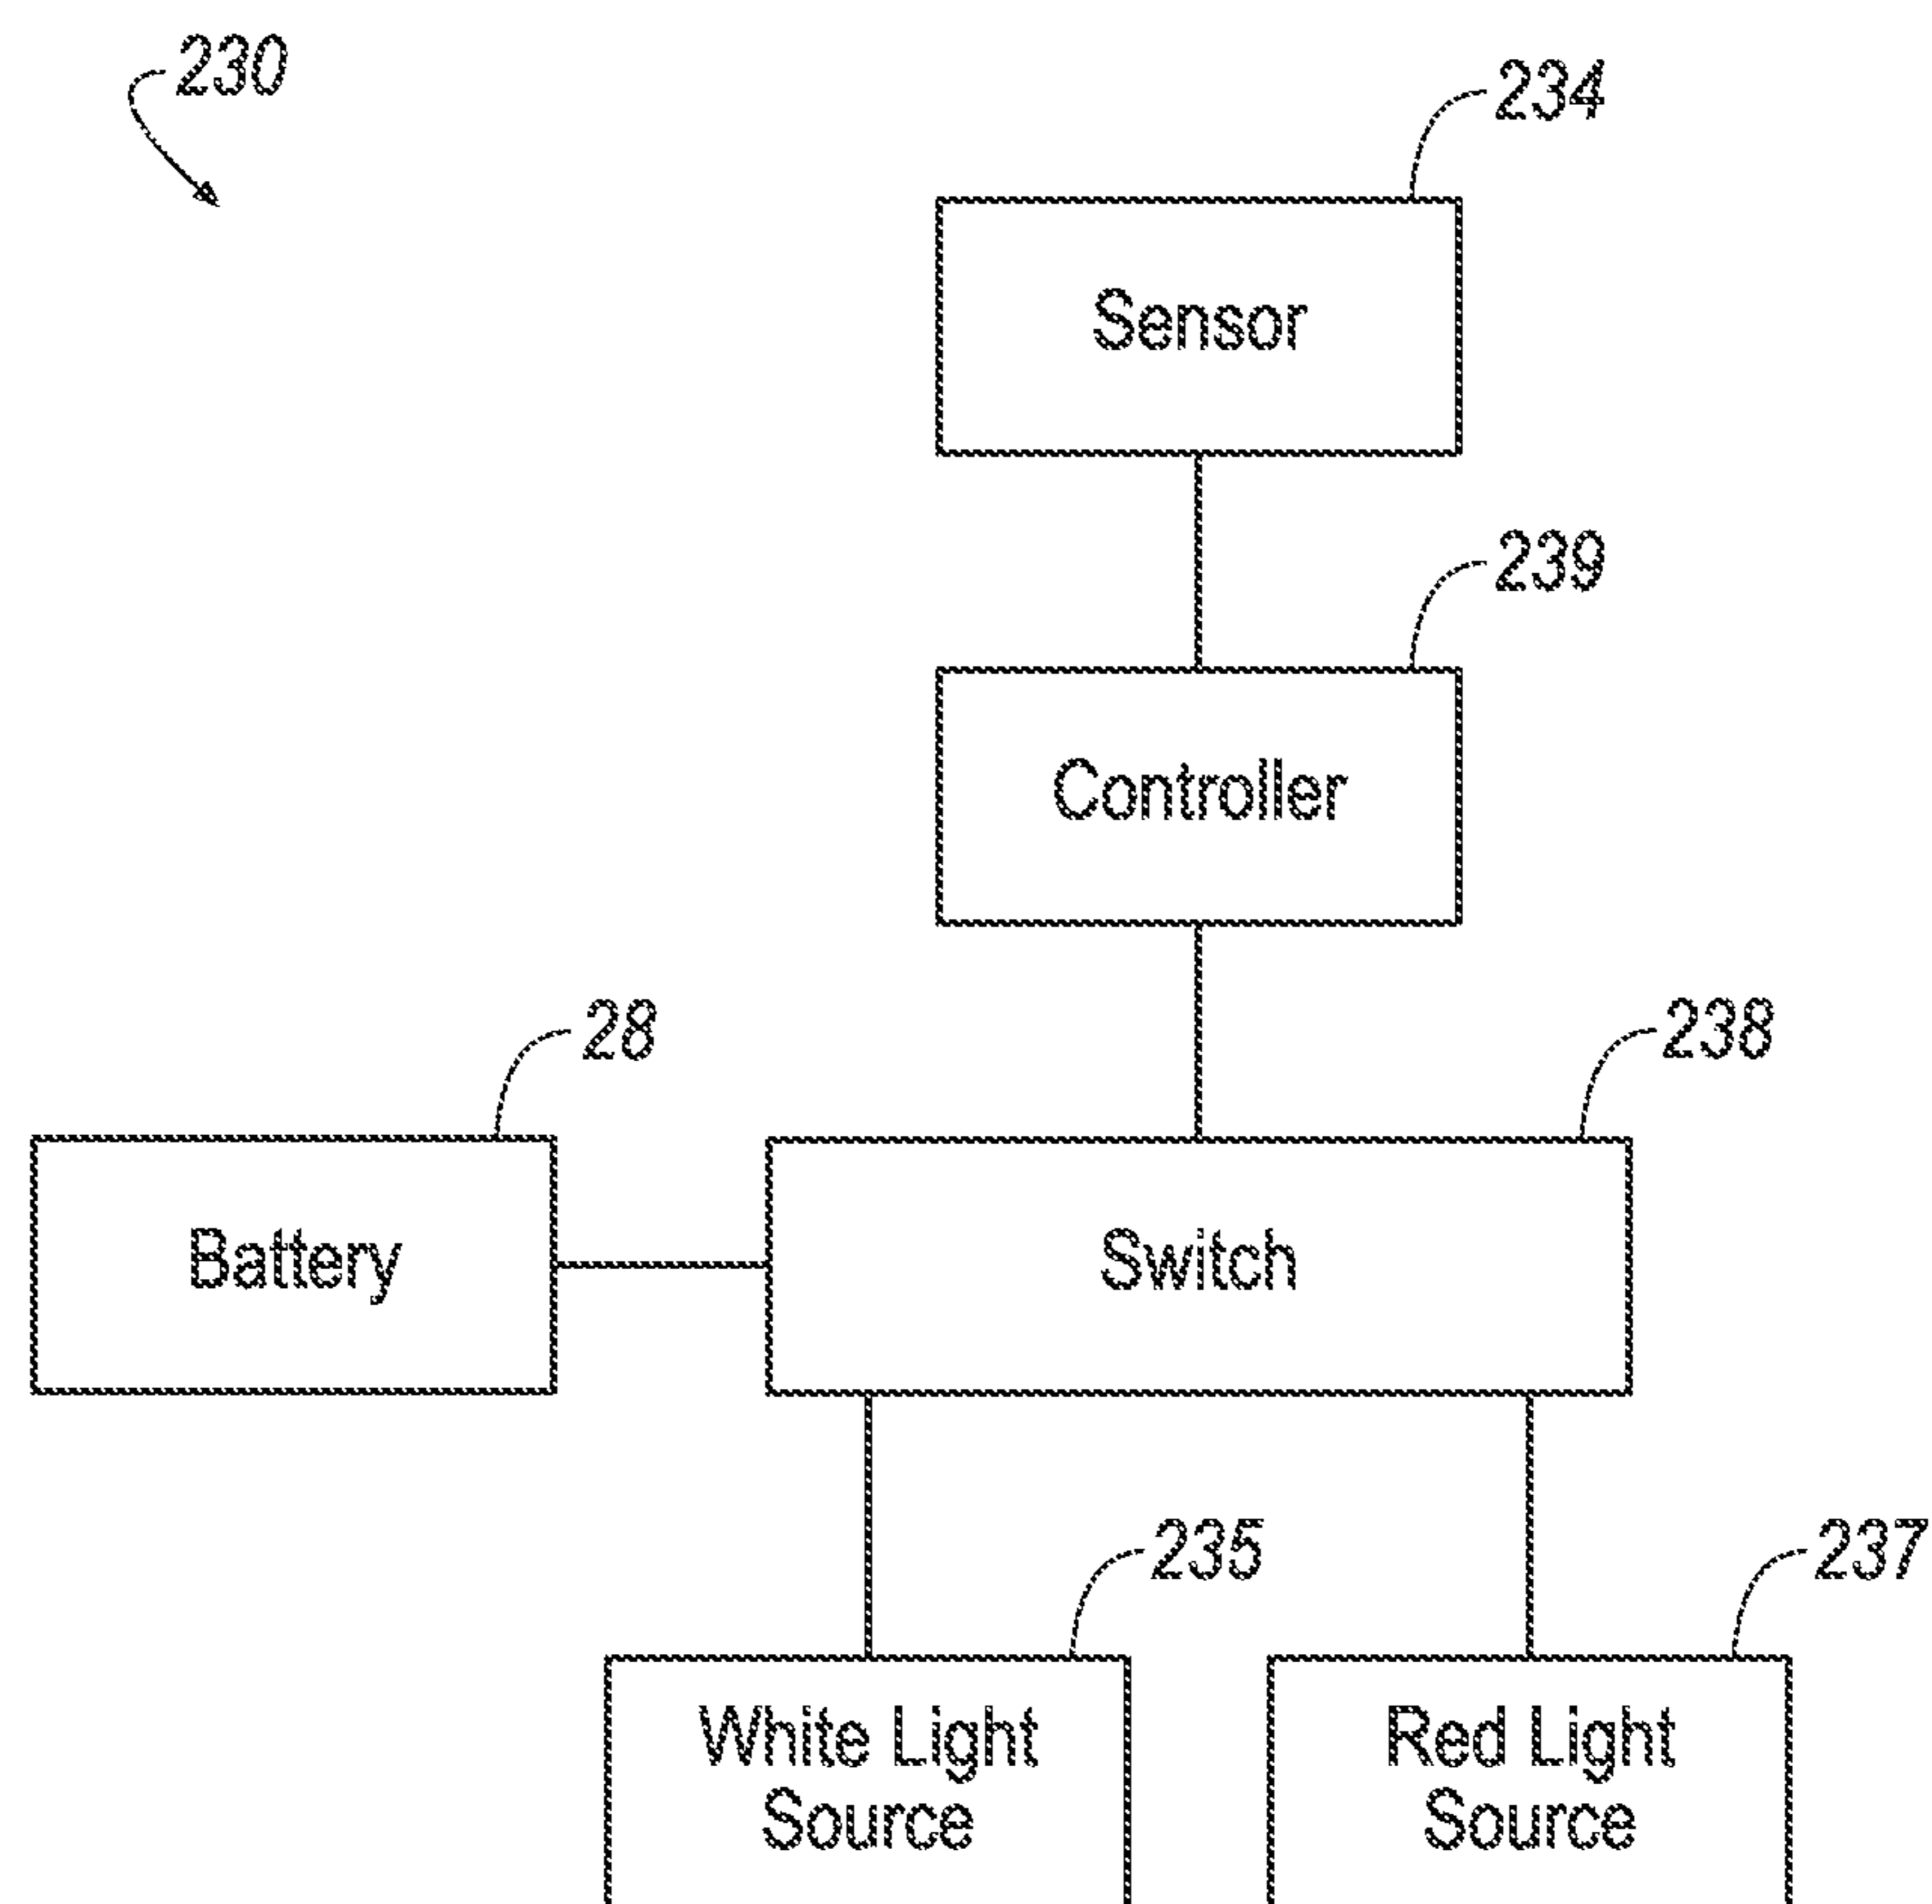 230
234
Sensor
239
Controller
28
238
Battery
Switch
235
237
White Light
Source
Red Light
Source